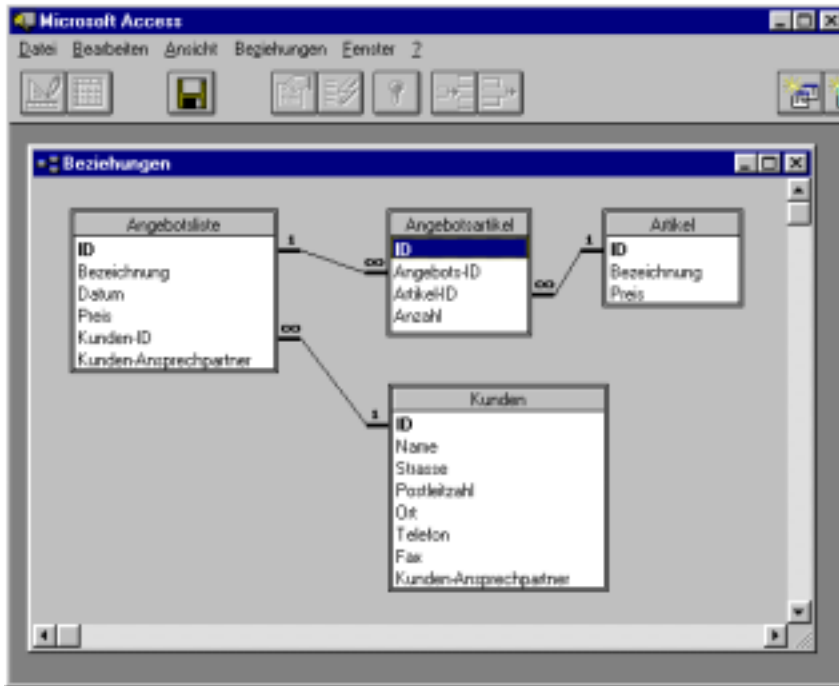 Microsoft Access
Datei Bearbeiten Ansicht Beziehungen Fenster ?
Beziehungen
Angebotsliste
ID
Bezeichnung
Datum
Preis
Kunden-ID
Kunden-Ansprechpartner
1
∞
∞
1
Angebotsartikel
ID
Angebots-ID
Artikel-ID
Anzahl
∞
1
Artikel
ID
Bezeichnung
Preis
Kunden
ID
Name
Strasse
Postleitzahl
Ort
Telefon
Fax
Kunden-Ansprechpartner